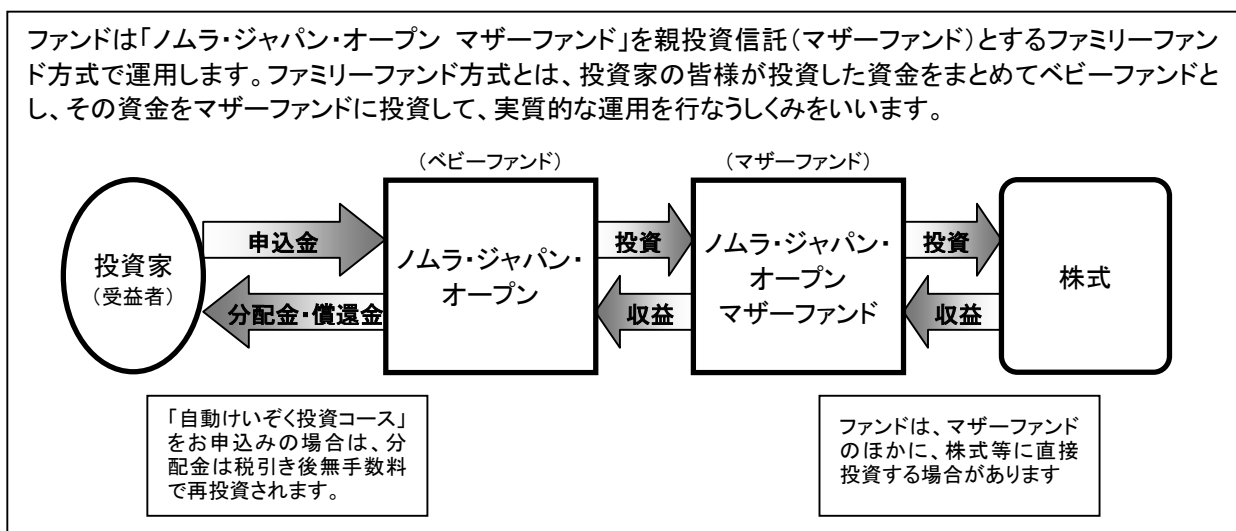 ファンドは「ノムラ・ジャパン・オープン マザーファンド」を親投資信託(マザーファンド)とするファミリーファン
ド方式で運用します。ファミリーファンド方式とは、投資家の皆様が投資した資金をまとめてベビーファンドと
し、その資金をマザーファンドに投資して、実質的な運用を行なうしくみをいいます。
(ベビーファンド)
(マザーファンド)
投資家
(受益者)
申込金
分配金・償還金
ノムラ・ジャパン・
オープン
投資
収益
ノムラ・ジャパン・
オープン
マザーファンド
投資
収益
株式
「自動けいぞく投資コース」
をお申込みの場合は、分
配金は税引き後無手数料
で再投資されます。
ファンドは、マザーファンド
のほかに、株式等に直接
投資する場合があります